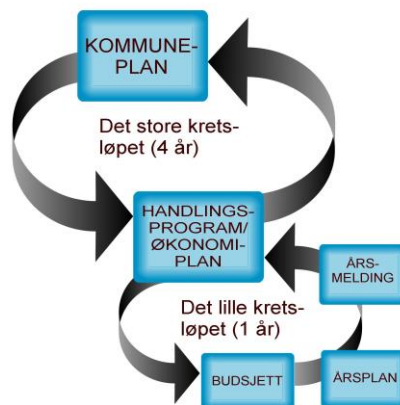 KOMMUNE-
PLAN
Det store krets-
løpet (4 år)
HANDLINGS-
PROGRAM/
ØKONOMI-
PLAN
ÅRS-
MELDING
Det lille krets-
løpet (1 år)
BUDSJETT
ÅRSPLAN